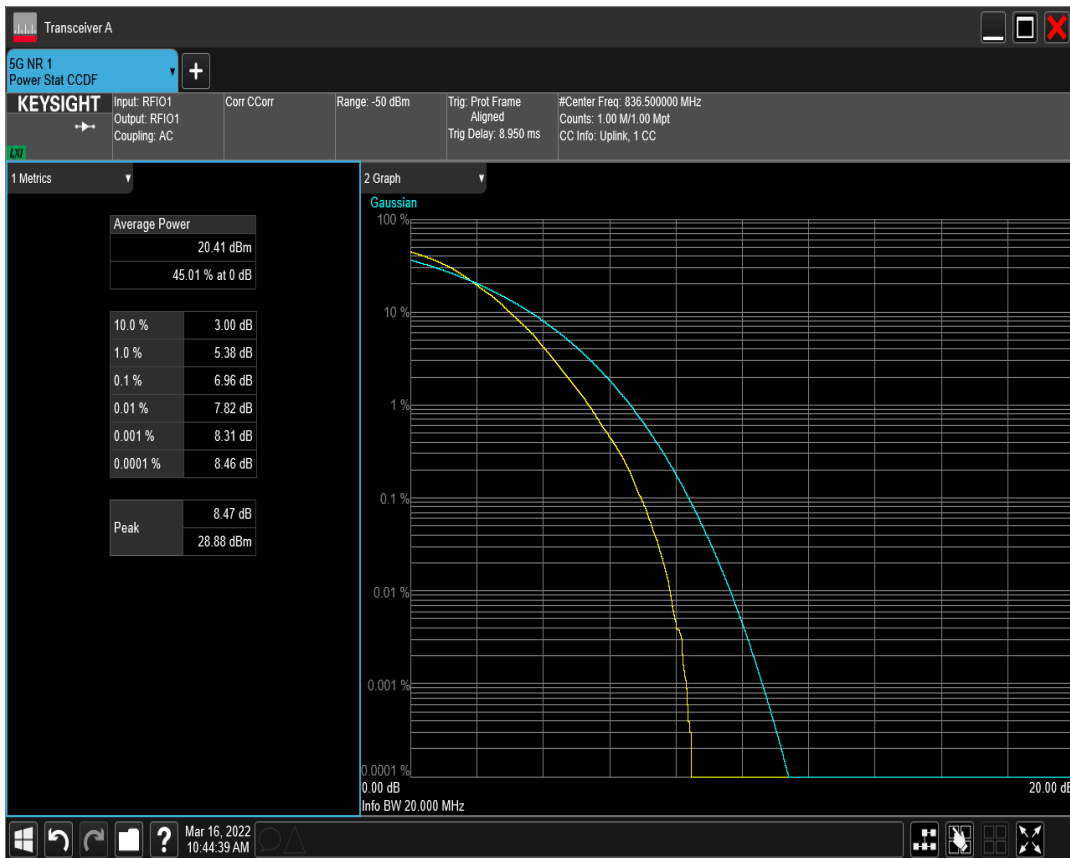 Transceiver A
5G NR 1
Power Stat CCDF
KEYSIGHT
LXI
Input: RFIO1
Output: RFIO1
Coupling: AC
Corr CCorr
Range: -50 dBm
Trig: Prot Frame
Aligned
Trig Delay: 8.950 ms
#Center Freq: 836.500000 MHz
Counts: 1.00 M/1.00 Mpt
CC Info: Uplink, 1 CC
1 Metrics
Average Power
20.41 dBm
45.01 % at 0 dB
10.0 % 3.00 dB
1.0 % 5.38 dB
0.1 % 6.96 dB
0.01 % 7.82 dB
0.001 % 8.31 dB
0.0001 % 8.46 dB
Peak
8.47 dB
28.88 dBm
2 Graph
Gaussian
100 %
10 %
1 %
0.1 %
0.01 %
0.001 %
0.0001 %
0.00 dB 20.00 dB
Info BW 20.000 MHz
?
Mar 16, 2022
10:44:39 AM